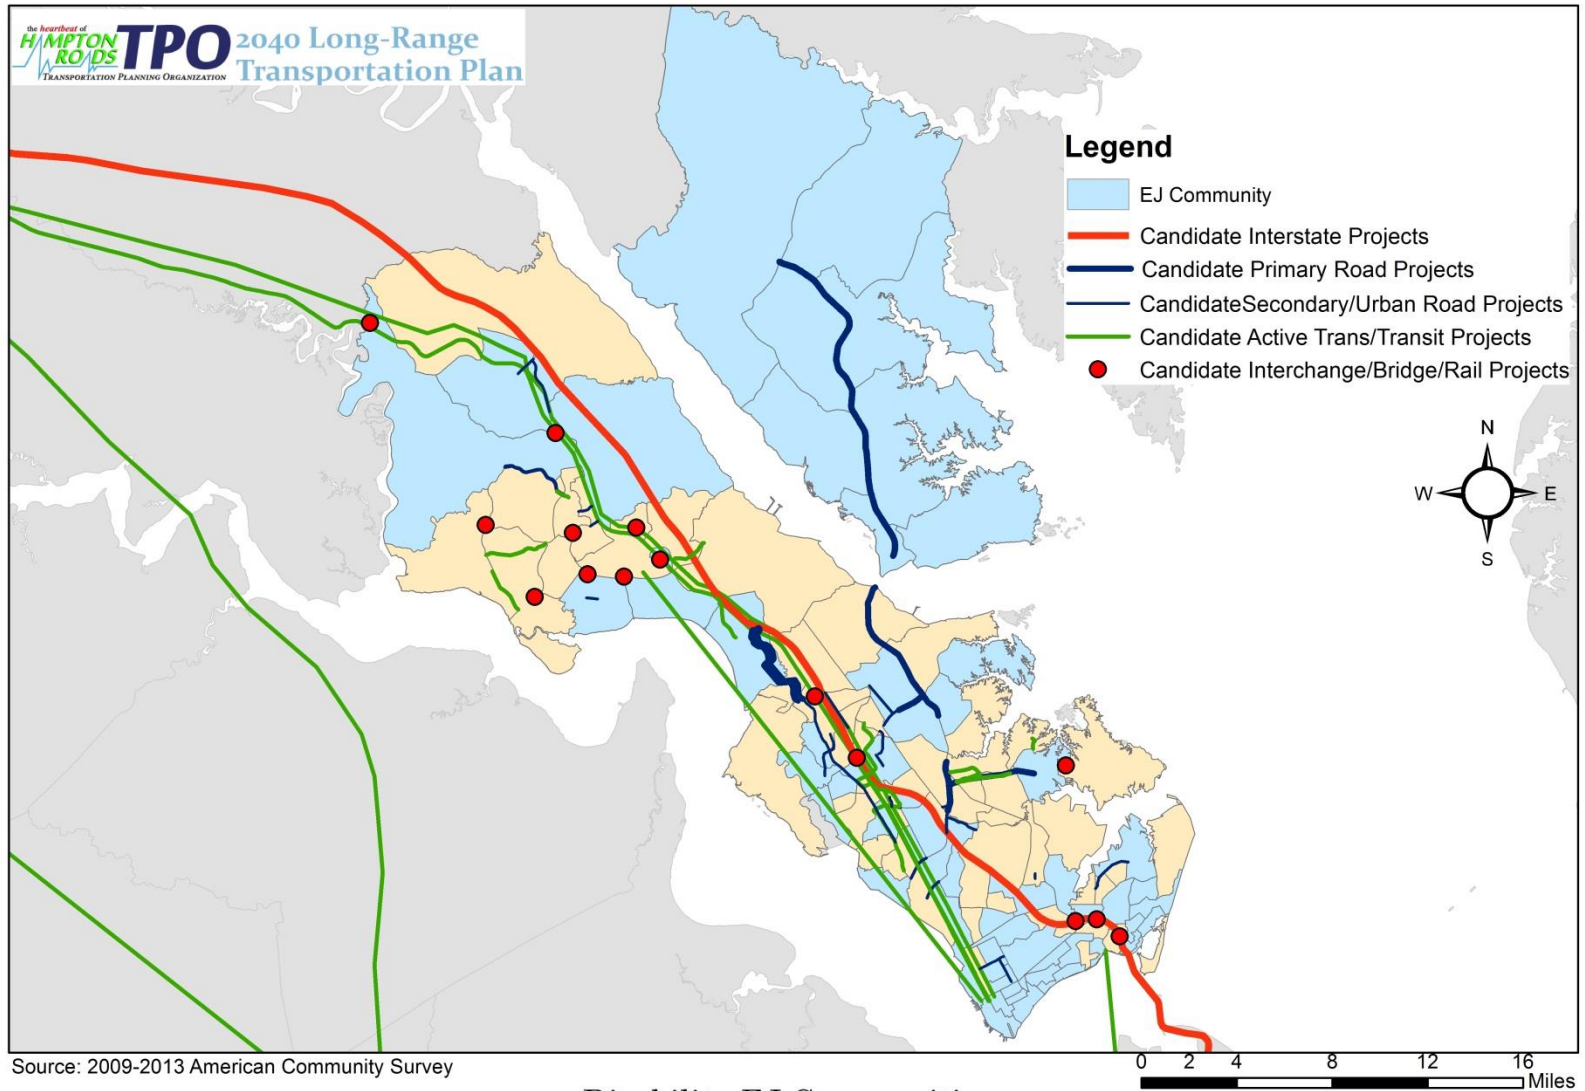 the heartbeat of
HAMPTON
ROADS
TPO
TRANSPORTATION PLANNING ORGANIZATION
2040 Long-Range
Transportation Plan
Legend
EJ Community
Candidate Interstate Projects
Candidate Primary Road Projects
CandidateSecondary/Urban Road Projects
Candidate Active Trans/Transit Projects
Candidate Interchange/Bridge/Rail Projects
N
W
E
S
Source: 2009-2013 American Community Survey
0 2 4 8 12 16
Miles